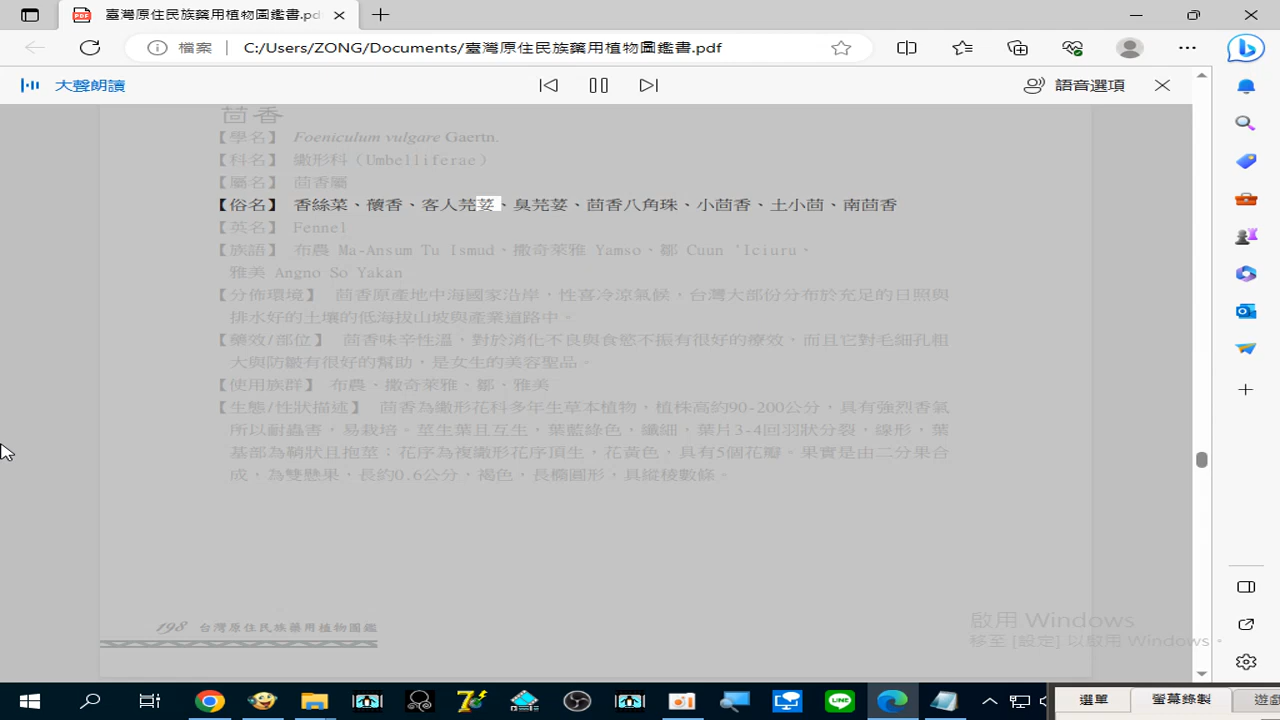 臺灣原住民族藥用植物圖鑑書.pd
檔案
C:/Users/ZONG/Documents/臺灣原住民族藥用植物圖鑑書.pdf
大聲朗讀
語音選項
茴香
【學名】 Foeniculum vulgare Gaertn.
【科名】 繖形科（Umbelliferae）
【屬名】 茴香屬
【俗名】 香絲菜、蘹香、客人芫荽、臭芫荽、茴香八角珠、小茴香、土小茴、南茴香
【英名】 Fennel
【族語】 布農 Ma-Ansum Tu Ismud、撒奇萊雅 Yamso、鄒 Cuun 'Iciuru、
雅美 Angno So Yakan
【分佈環境】 茴香原產地中海國家沿岸，性喜冷涼氣候，台灣大部份分布於充足的日照與
排水好的土壤的低海拔山坡與產業道路中。
【藥效/部位】 茴香味辛性溫，對於消化不良與食慾不振有很好的療效，而且它對毛細孔粗
大與防皺有很好的幫助，是女生的美容聖品。
【使用族群】 布農、撒奇萊雅、鄒、雅美
【生態/性狀描述】 茴香為繖形花科多年生草本植物，植株高約90-200公分，具有強烈香氣
所以耐蟲害，易栽培。莖生葉且互生，葉藍綠色，纖細，葉片3-4回羽狀分裂，線形，葉
基部為鞘狀且抱莖；花序為複繖形花序頂生，花黃色，具有5個花瓣。果實是由二分果合
成，為雙懸果，長約0.6公分，褐色，長橢圓形，具縱稜數條。
198 台灣原住民族藥用植物圖鑑
啟用 Windows
移至 [設定] 以啟用 Windows。
選單
螢幕錄製
遊戲